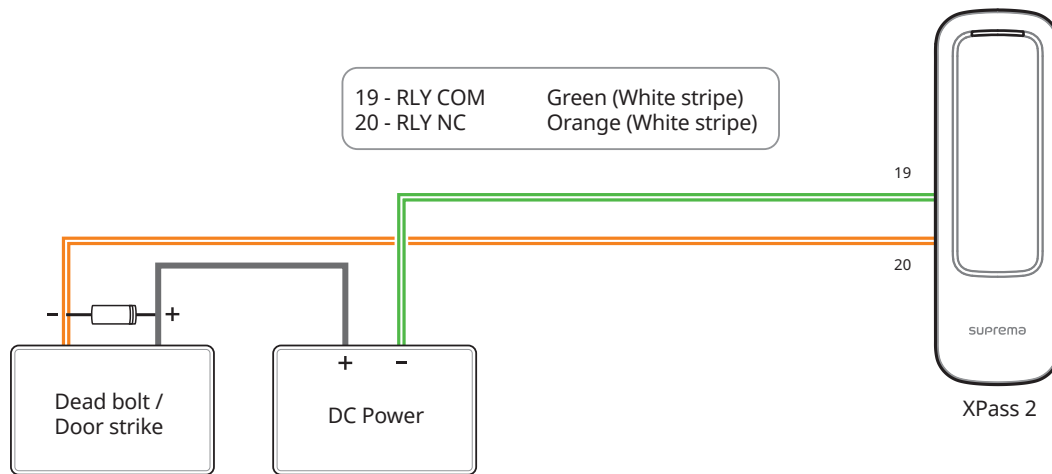 19 - RLY COM Green (White stripe)
20 - RLY NC Orange (White stripe)
19
20
- +
+ -
Dead bolt /
Door strike
DC Power
suprema
XPass 2